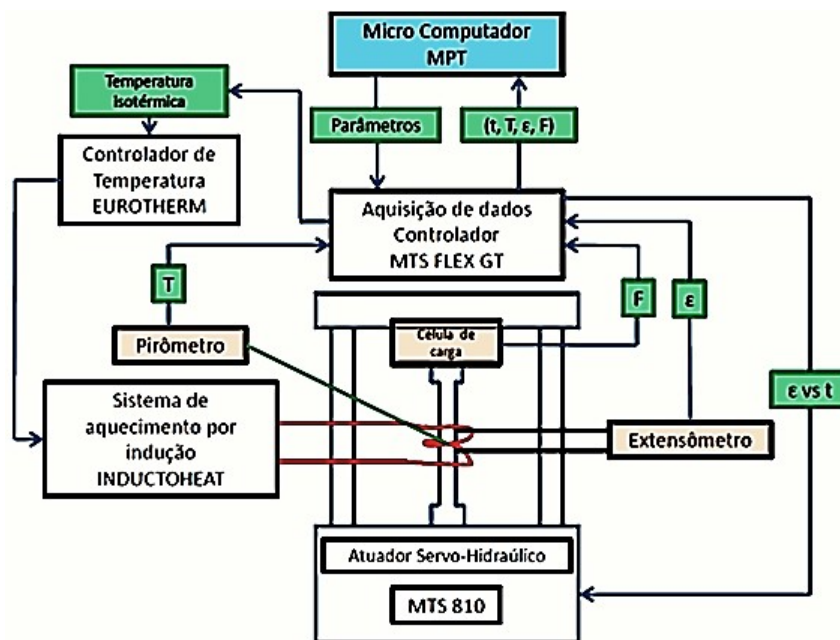 Micro Computador
MPT
Temperatura
isotérmica
Parâmetros
(t, T, ε, F)
Controlador de
Temperatura
EUROTHERM
Aquisição de dados
Controlador
MTS FLEX GT
T
F
ε
Pirômetro
Célula de
carga
ε vs t
Sistema de
aquecimento por
indução
INDUCTOHEAT
Extensômetro
Atuador Servo-Hidraúlico
MTS 810